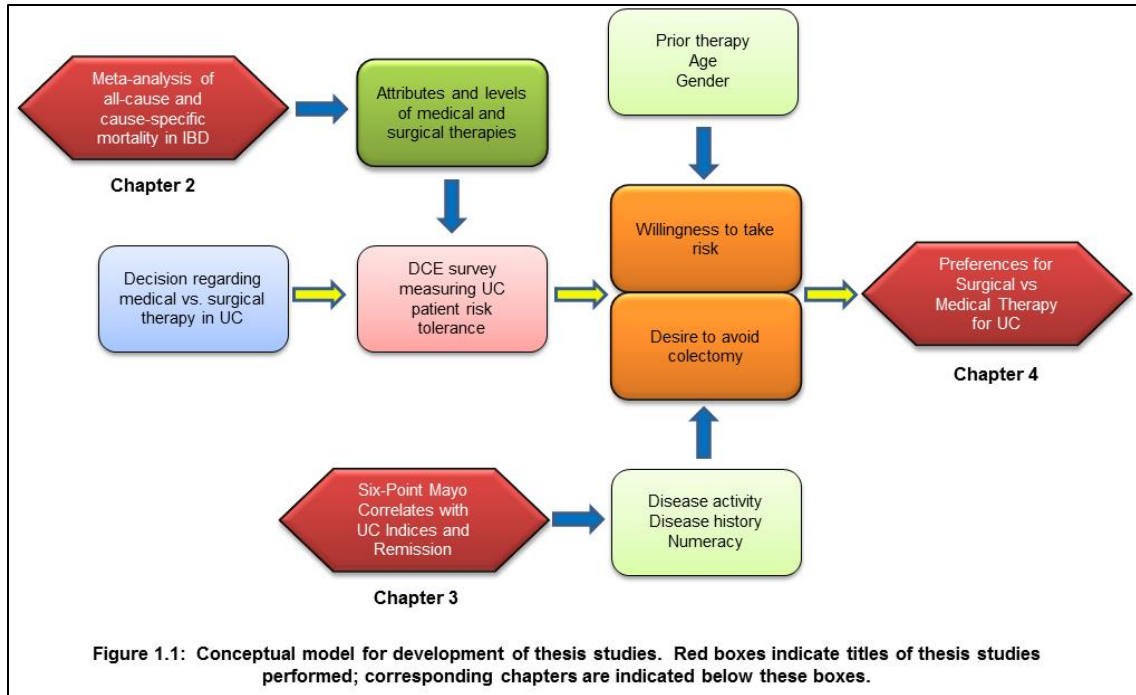 Meta-analysis of
all-cause and
cause-specific
mortality in IBD
Chapter 2
Attributes and levels
of medical and
surgical therapies
Prior therapy
Age
Gender
Decision regarding
medical vs. surgical
therapy in UC
DCE survey
measuring UC
patient risk
tolerance
Willingness to take
risk
Desire to avoid
colectomy
Preferences for
Surgical vs
Medical Therapy
for UC
Chapter 4
Six-Point Mayo
Correlates with
UC Indices and
Remission
Chapter 3
Disease activity
Disease history
Numeracy
Figure 1.1: Conceptual model for development of thesis studies. Red boxes indicate titles of thesis studies
performed; corresponding chapters are indicated below these boxes.